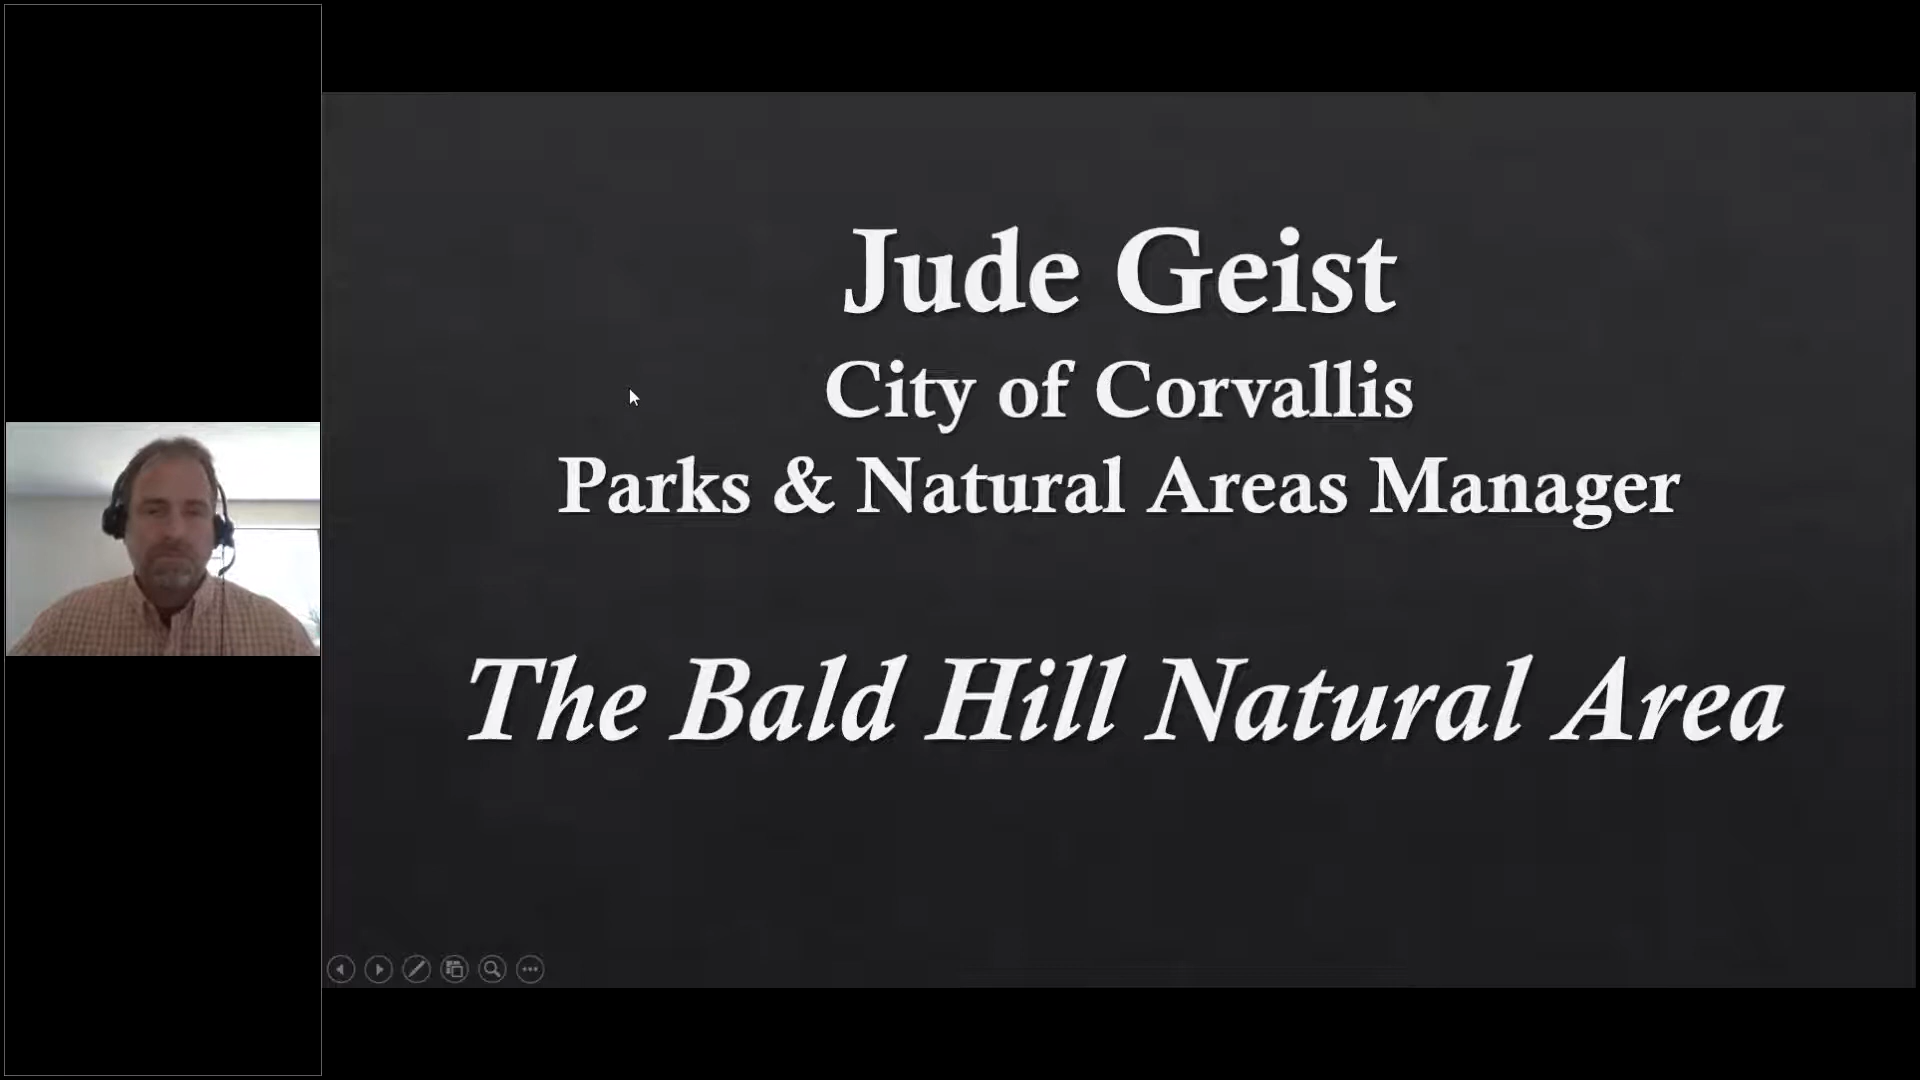 Jude Geist
City of Corvallis
Parks & Natural Areas Manager
The Bald Hill Natural Area